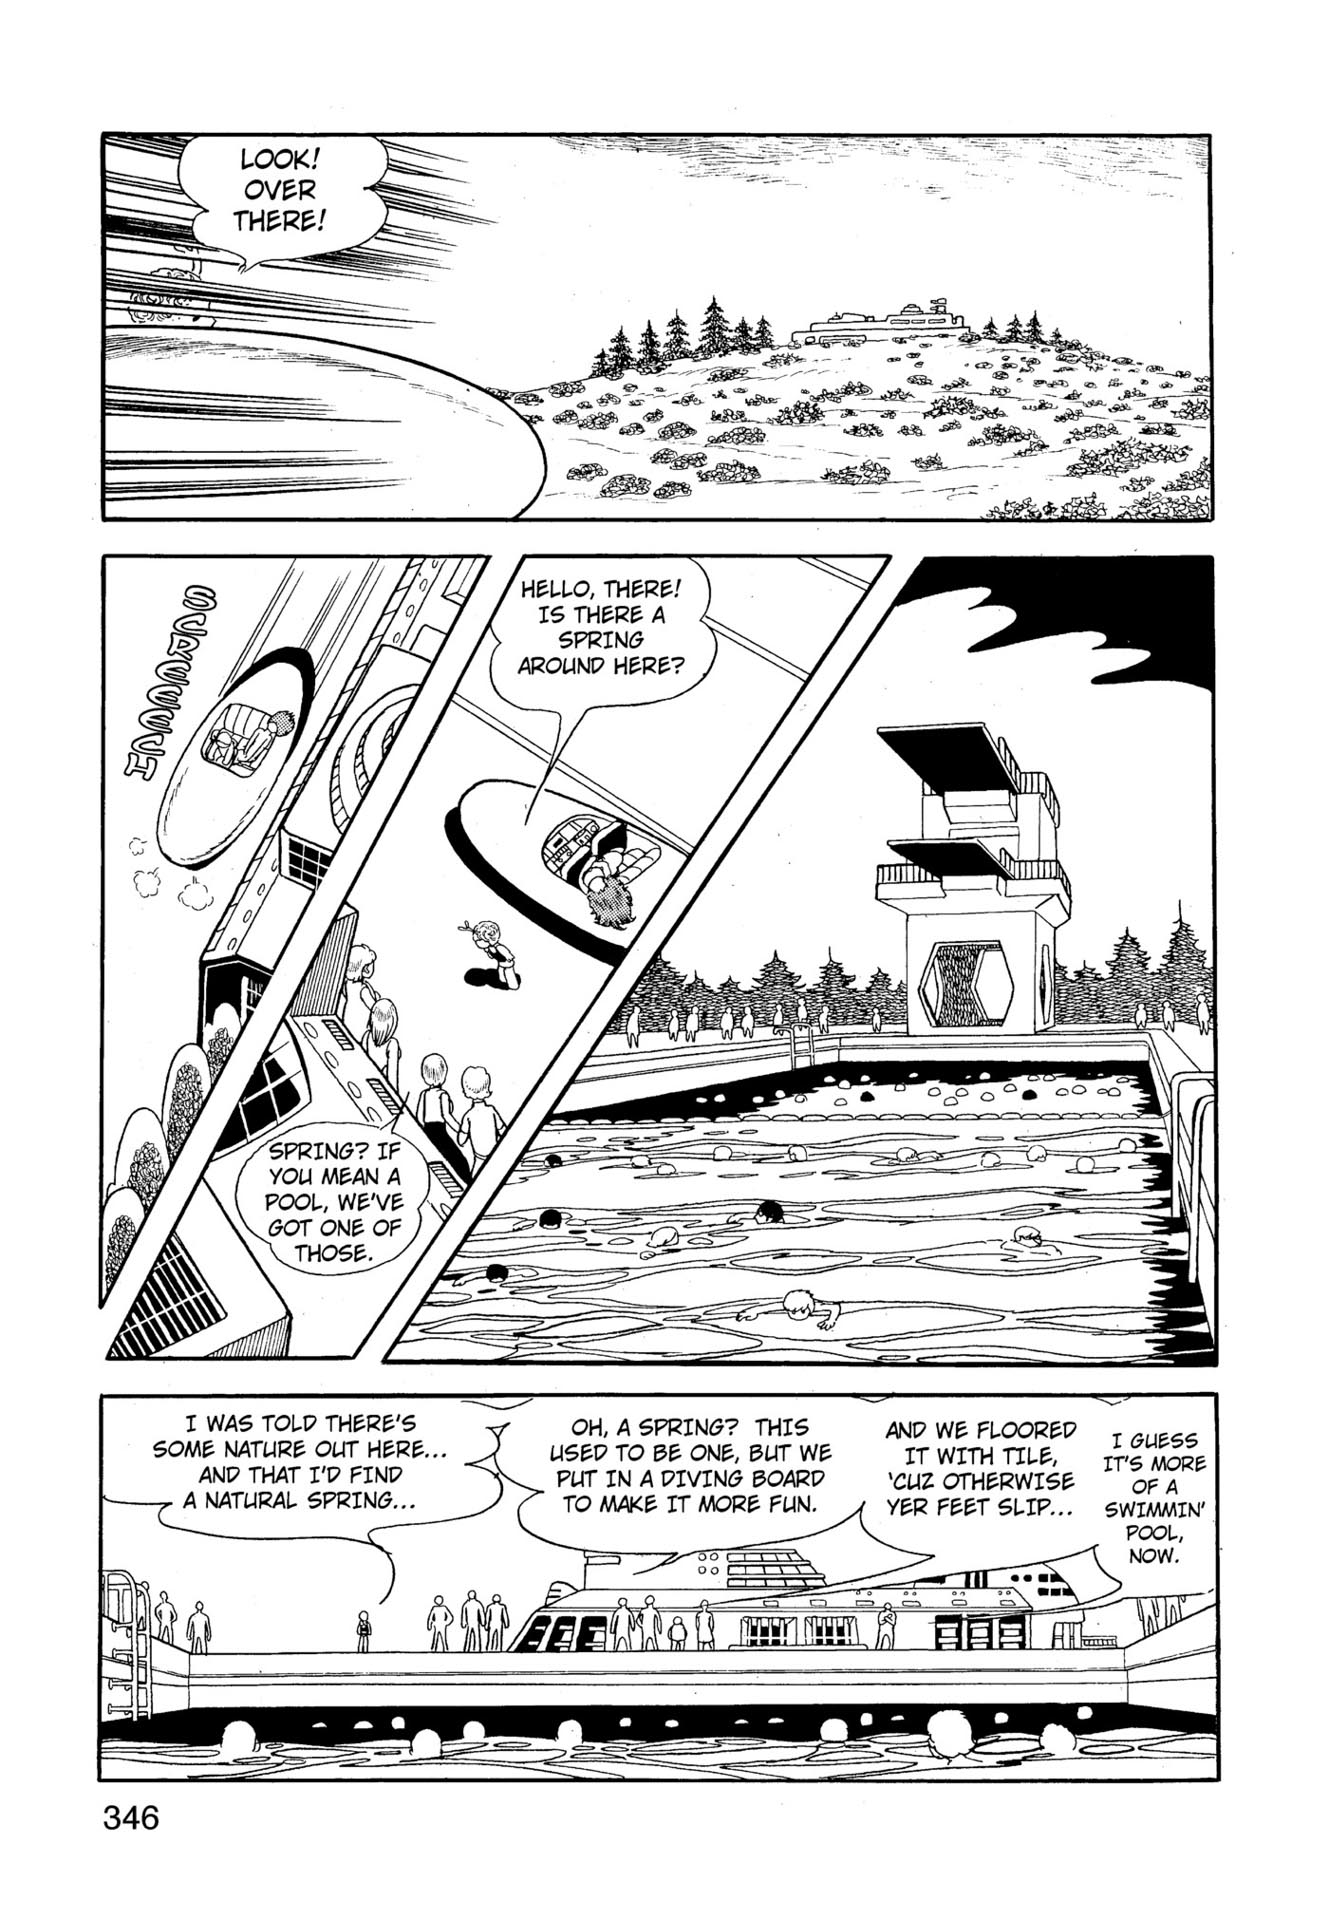 LOOK!
OVER
THERE!
SCREEECH
HELLO, THERE!
IS THERE A
SPRING
AROUND HERE?
SPRING? IF
YOU MEAN A
POOL, WE'VE
GOT ONE OF
THOSE.
I WAS TOLD THERE'S
SOME NATURE OUT HERE...
AND THAT I'D FIND
A NATURAL SPRING...
OH, A SPRING? THIS
USED TO BE ONE, BUT WE
PUT IN A DIVING BOARD
TO MAKE IT MORE FUN.
AND WE FLOORED
IT WITH TILE,
'CUZ OTHERWISE
YER FEET SLIP...
I GUESS
IT'S MORE
OF A
SWIMMIN'
POOL,
NOW.
346